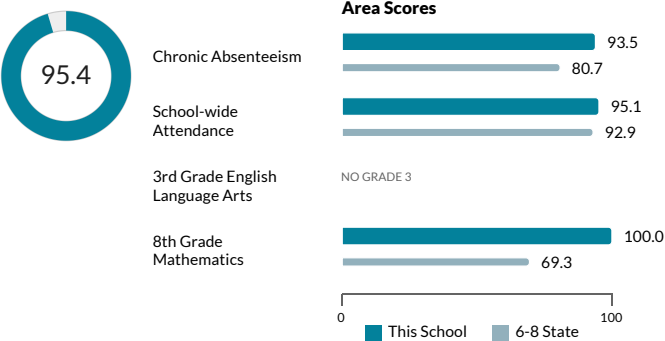 Area Scores
95.4
Chronic Absenteeism
93.5
80.7
School-wide
Attendance
95.1
92.9
3rd Grade English
Language Arts
NO GRADE 3
8th Grade
Mathematics
100.0
69.3
0 100
This School 6-8 State